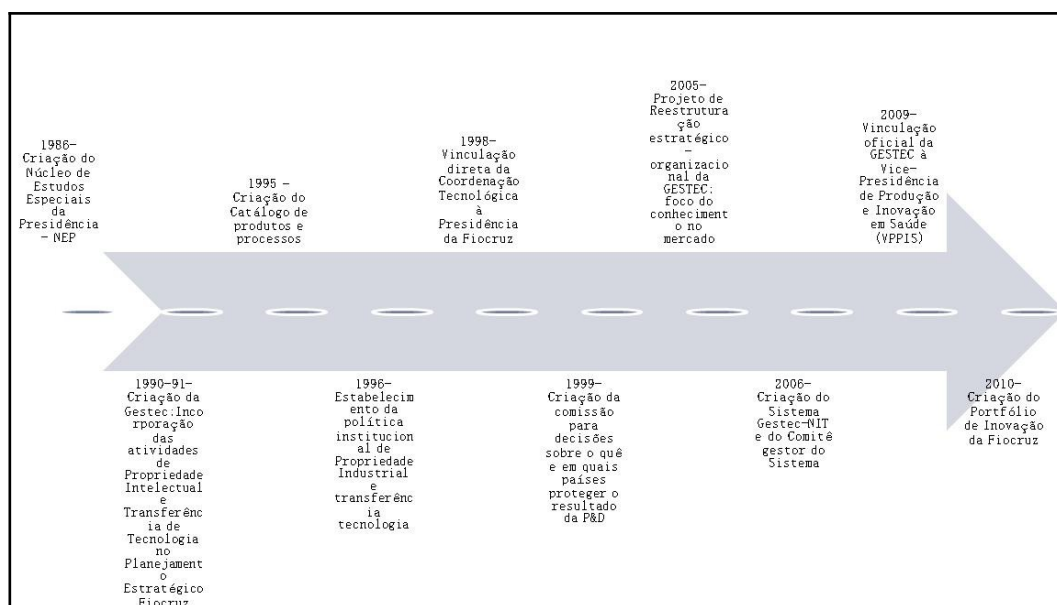 1986-
Criação do
Núcleo de
Estudos
Especiais
da
Presidência
- NEP
1990-91-
Criação da
Gestec:Inco
rporação
das
atividades
de
Propriedade
Intelectual
e
Transferênc
ia de
Tecnologia
no
Planejament
o
Estratégico
Fiocruz
1995 -
Criação do
Catálogo de
produtos e
processos
1996-
Estabelecim
ento da
política
institucion
al de
Propriedade
Industrial
e
transferênc
ia
tecnologia
1998-
Vinculação
direta da
Coordenação
Tecnológica
à
Presidência
da Fiocruz
1999-
Criação da
comissão
para
decisões
sobre o quê
e em quais
países
proteger o
resultado
da P&D
2005-
Projeto de
Reestrutura
ção
estratégico
-
organizacio
nal da
GESTEC:
foco do
conheciment
o no
mercado
2006-
Criação do
Sistema
Gestec-NIT
e do Comitê
gestor do
Sistema
2009-
Vinculação
oficial da
GESTEC à
Vice-
Presidência
de Produção
e Inovação
em Saúde
(VPPIS)
2010-
Criação do
Portfólio
de Inovação
da Fiocruz